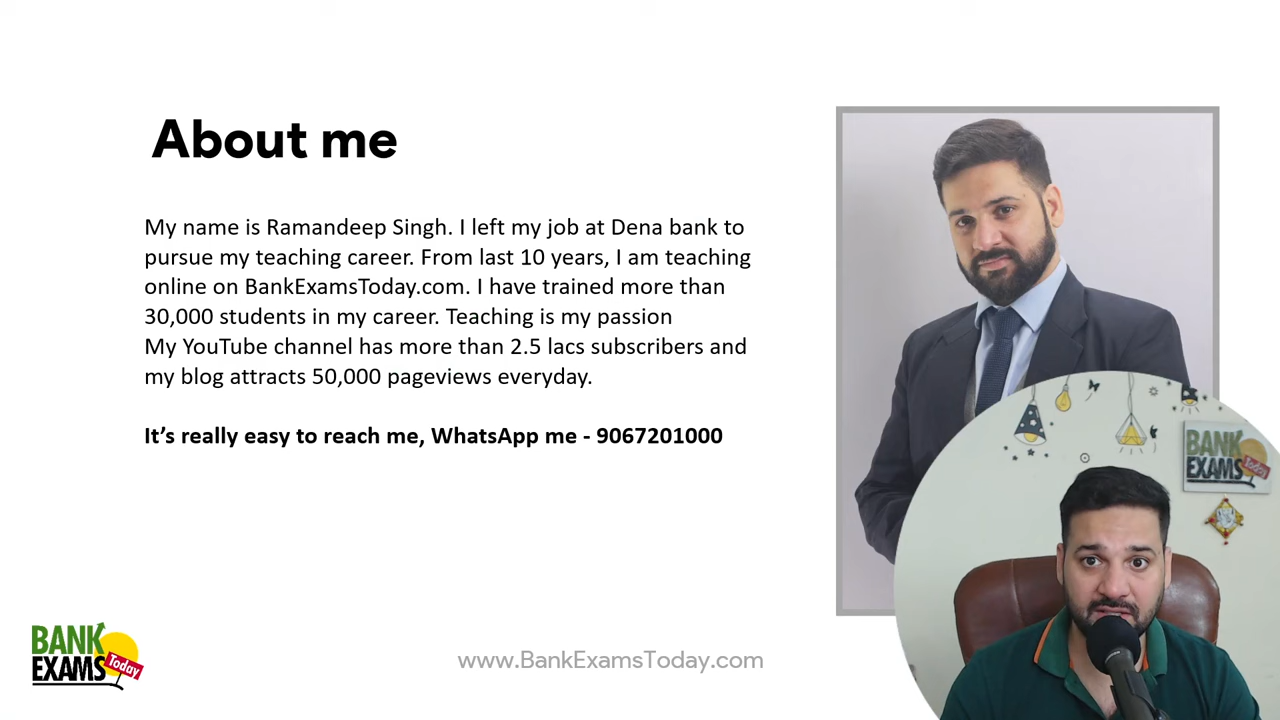 About me
My name is Ramandeep Singh. I left my job at Dena bank to
pursue my teaching career. From last 10 years, I am teaching
online on BankExamsToday.com. I have trained more than
30,000 students in my career. Teaching is my passion
My YouTube channel has more than 2.5 lacs subscribers and
my blog attracts 50,000 pageviews everyday.
It’s really easy to reach me, WhatsApp me - 9067201000
BANK
EXAMS
Today
BANK
EXAMS
Today
www.BankExamsToday.com